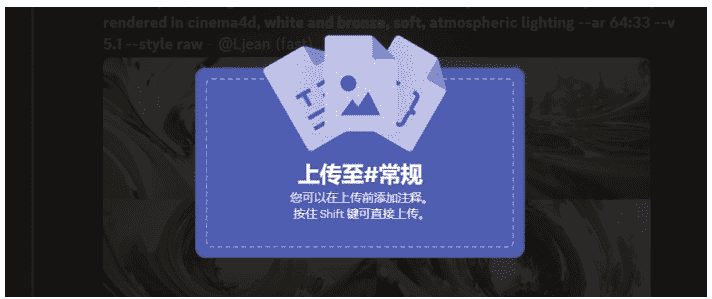 rendered in cinema4d, white and bronze, soft, atmospheric lighting --ar 64:33 --v
5.1 --style raw - @Ljean (fast)
上传至#常规
您可以在上传前添加注释。
按住 Shift 键可直接上传。